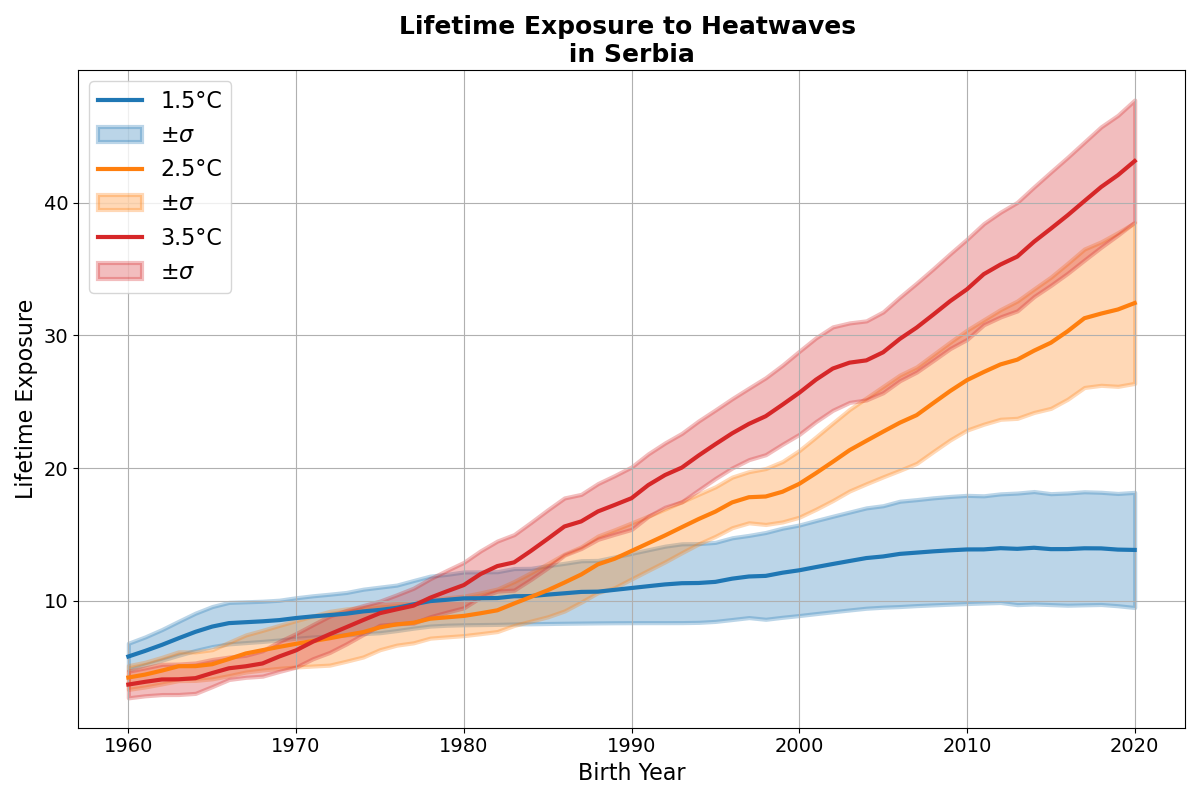 Lifetime Exposure to Heatwaves
in Serbia
1.5°C
±σ
2.5°C
±σ
3.5°C
±σ
Lifetime Exposure
40
30
20
10
1960 1970 1980 1990 2000 2010 2020
Birth Year